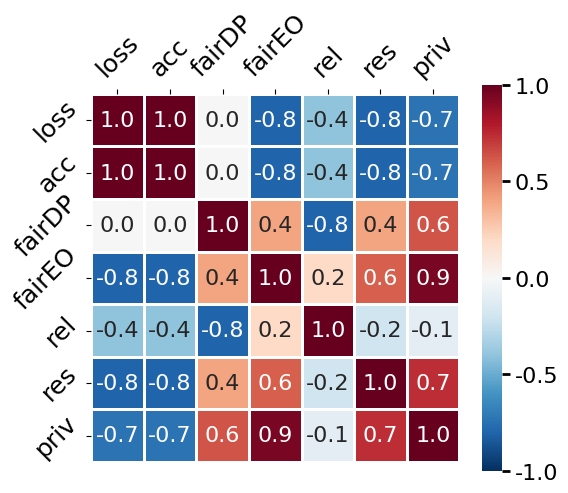 loss acc fairDP fairEO rel res priv
loss 1.0 1.0 0.0 -0.8 -0.4 -0.8 -0.7
acc 1.0 1.0 0.0 -0.8 -0.4 -0.8 -0.7
fairDP 0.0 0.0 1.0 0.4 -0.8 0.4 0.6
fairEO -0.8 -0.8 0.4 1.0 0.2 0.6 0.9
rel -0.4 -0.4 -0.8 0.2 1.0 -0.2 -0.1
res -0.8 -0.8 0.4 0.6 -0.2 1.0 0.7
priv -0.7 -0.7 0.6 0.9 -0.1 0.7 1.0
1.0
0.5
0.0
-0.5
-1.0